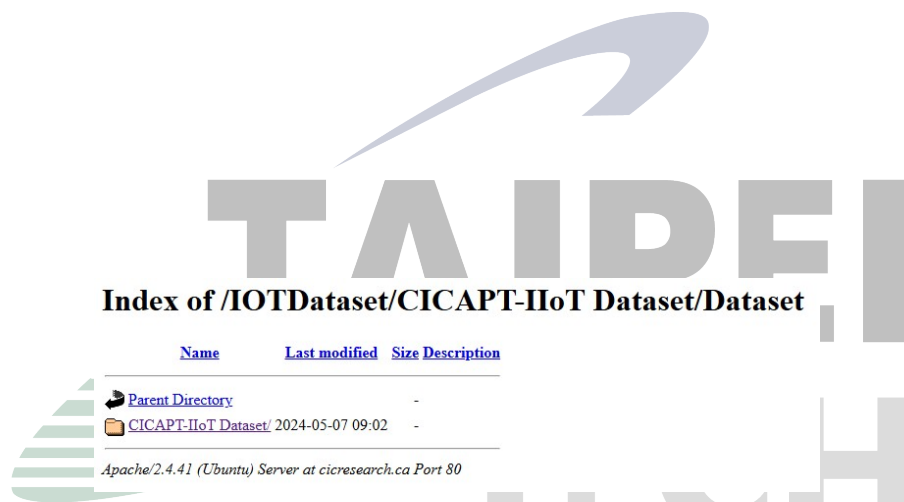 TAIPEI
Index of /IOTDataset/CICAPT-IIoT Dataset/Dataset
Name Last modified Size Description
Parent Directory -
CICAPT-IIoT Dataset/ 2024-05-07 09:02 -
Apache/2.4.41 (Ubuntu) Server at cicresearch.ca Port 80